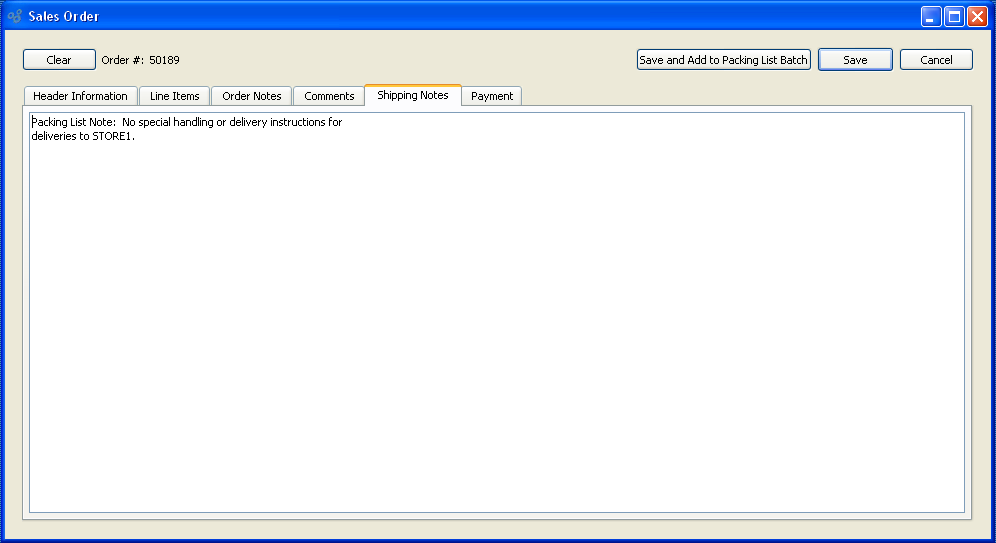 Sales Order
Clear Order #: 50189 Save and Add to Packing List Batch Save Cancel
Header Information Line Items Order Notes Comments Shipping Notes Payment
Packing List Note:  No special handling or delivery instructions for
deliveries to STORE1.